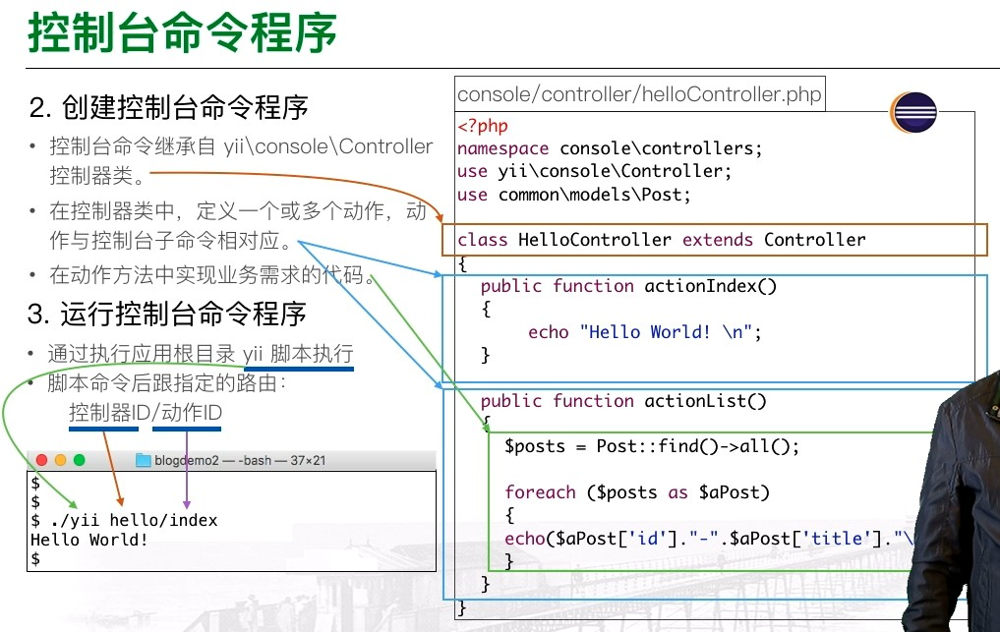 控制台命令程序
2. 创建控制台命令程序
• 控制台命令继承自 yii\console\Controller
控制器类。
• 在控制器类中，定义一个或多个动作，动
作与控制台子命令相对应。
• 在动作方法中实现业务需求的代码。
3. 运行控制台命令程序
• 通过执行应用根目录 yii 脚本执行
• 脚本命令后跟指定的路由：
控制器ID/动作ID
blogdemo2 — -bash — 37×21
$
$
$ ./yii hello/index
Hello World!
$
console/controller/helloController.php
<?php
namespace console\controllers;
use yii\console\Controller;
use common\models\Post;
class HelloController extends Controller
{
public function actionIndex()
{
echo "Hello World! \n";
}
public function actionList()
{
$posts = Post::find()->all();
foreach ($posts as $aPost)
{
echo($aPost['id']."-".$aPost['title']."\
}
}
}